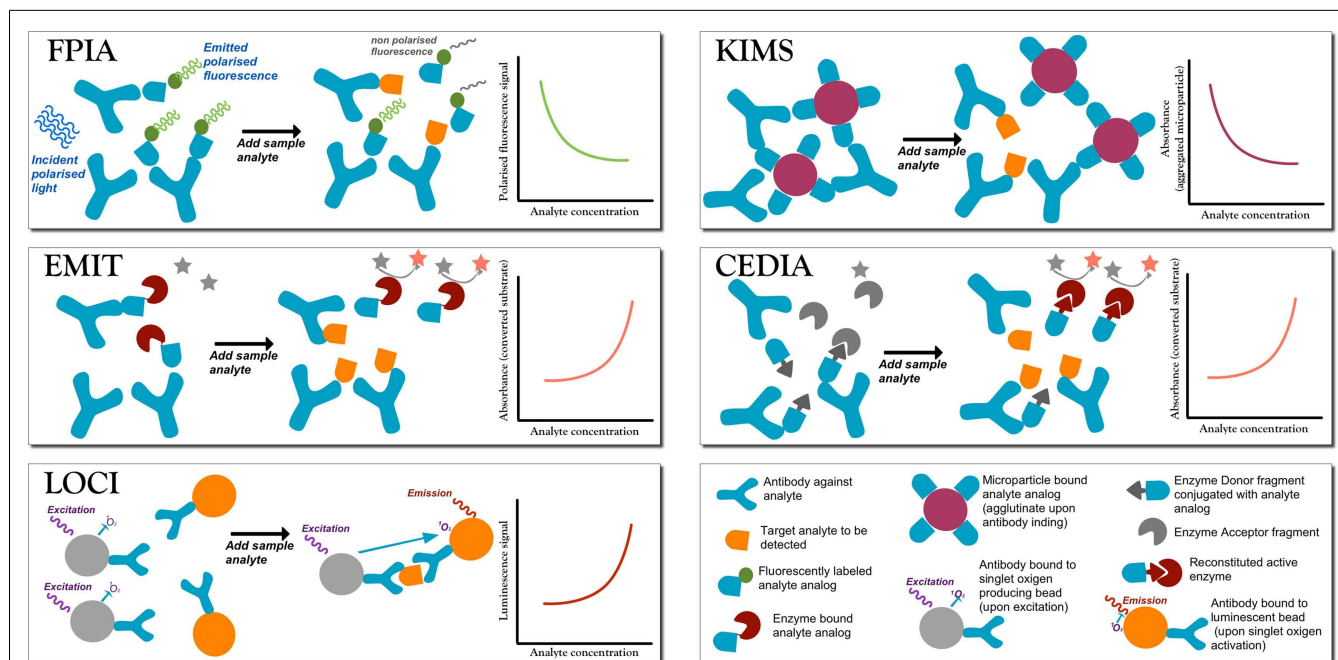 FPIA
Emitted
polarised
fluorescence
non polarised
fluorescence
Incident
polarised
light
Add sample
analyte
Polarised fluorescence signal
Analyte concentration
KIMS
Add sample
analyte
Absorbance
(aggregated microparticle)
Analyte concentration
EMIT
Add sample
analyte
Absorbance (converted substrate)
Analyte concentration
CEDIA
Add sample
analyte
Absorbance (converted substrate)
Analyte concentration
LOCI
Excitation
¹O₂
Excitation
¹O₂
Add sample
analyte
Excitation
¹O₂
Emission
Luminescence signal
Analyte concentration
Antibody against
analyte
Target analyte to be
detected
Fluorescently labeled
analyte analog
Enzyme bound
analyte analog
Microparticle bound
analyte analog
(agglutinate upon
antibody inding)
Excitation
¹O₂
Antibody bound to
singlet oxygen
producing bead
(upon excitation)
Enzyme Donor fragment
conjugated with analyte
analog
Enzyme Acceptor fragment
Reconstituted active
enzyme
Emission
¹O₂
Antibody bound to
luminescent bead
(upon singlet oxygen
activation)